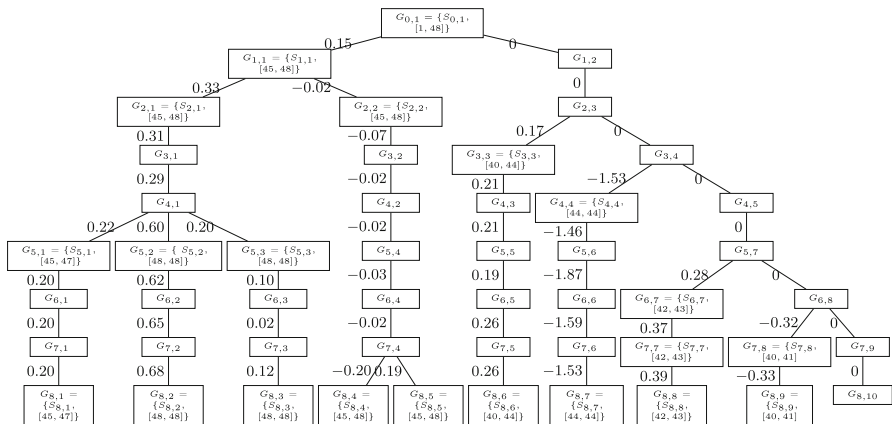 G0,1 = {S0,1,
[1, 48]}
0.15
0
G1,1 = {S1,1,
[45, 48]}
G1,2
0.33
−0.02
0
G2,1 = {S2,1,
[45, 48]}
G2,2 = {S2,2,
[45, 48]}
G2,3
0.31
−0.07
0.17
0
G3,1
G3,2
G3,3 = {S3,3,
[40, 44]}
G3,4
0.29
−0.02
0.21
−1.53
0
G4,1
G4,2
G4,3
G4,4 = {S4,4,
[44, 44]}
G4,5
0.22
0.60
0.20
−0.02
0.21
−1.46
0
G5,1 = {S5,1,
[45, 47]}
G5,2 = { S5,2,
[48, 48]}
G5,3 = {S5,3,
[48, 48]}
G5,4
G5,5
G5,6
G5,7
0.20
0.62
0.10
−0.03
0.19
−1.87
0.28
0
G6,1
G6,2
G6,3
G6,4
G6,5
G6,6
G6,7 = {S6,7,
[42, 43]}
G6,8
0.20
0.65
0.02
−0.02
0.26
−1.59
0.37
−0.32
0
G7,1
G7,2
G7,3
G7,4
G7,5
G7,6
G7,7 = {S7,7,
[42, 43]}
G7,8 = {S7,8,
[40, 41]
G7,9
0.20
0.68
0.12
−0.20
0.19
0.26
−1.53
0.39
−0.33
0
G8,1 =
{S8,1,
[45, 47]}
G8,2 =
{S8,2,
[48, 48]}
G8,3 =
{S8,3,
[48, 48]}
G8,4 =
{S8,4,
[45, 48]}
G8,5 =
{S8,5,
[45, 48]}
G8,6 =
{S8,6,
[40, 44]}
G8,7 =
{S8,7,
[44, 44]}
G8,8 =
{S8,8,
[42, 43]}
G8,9 =
{S8,9,
[40, 41]
G8,10